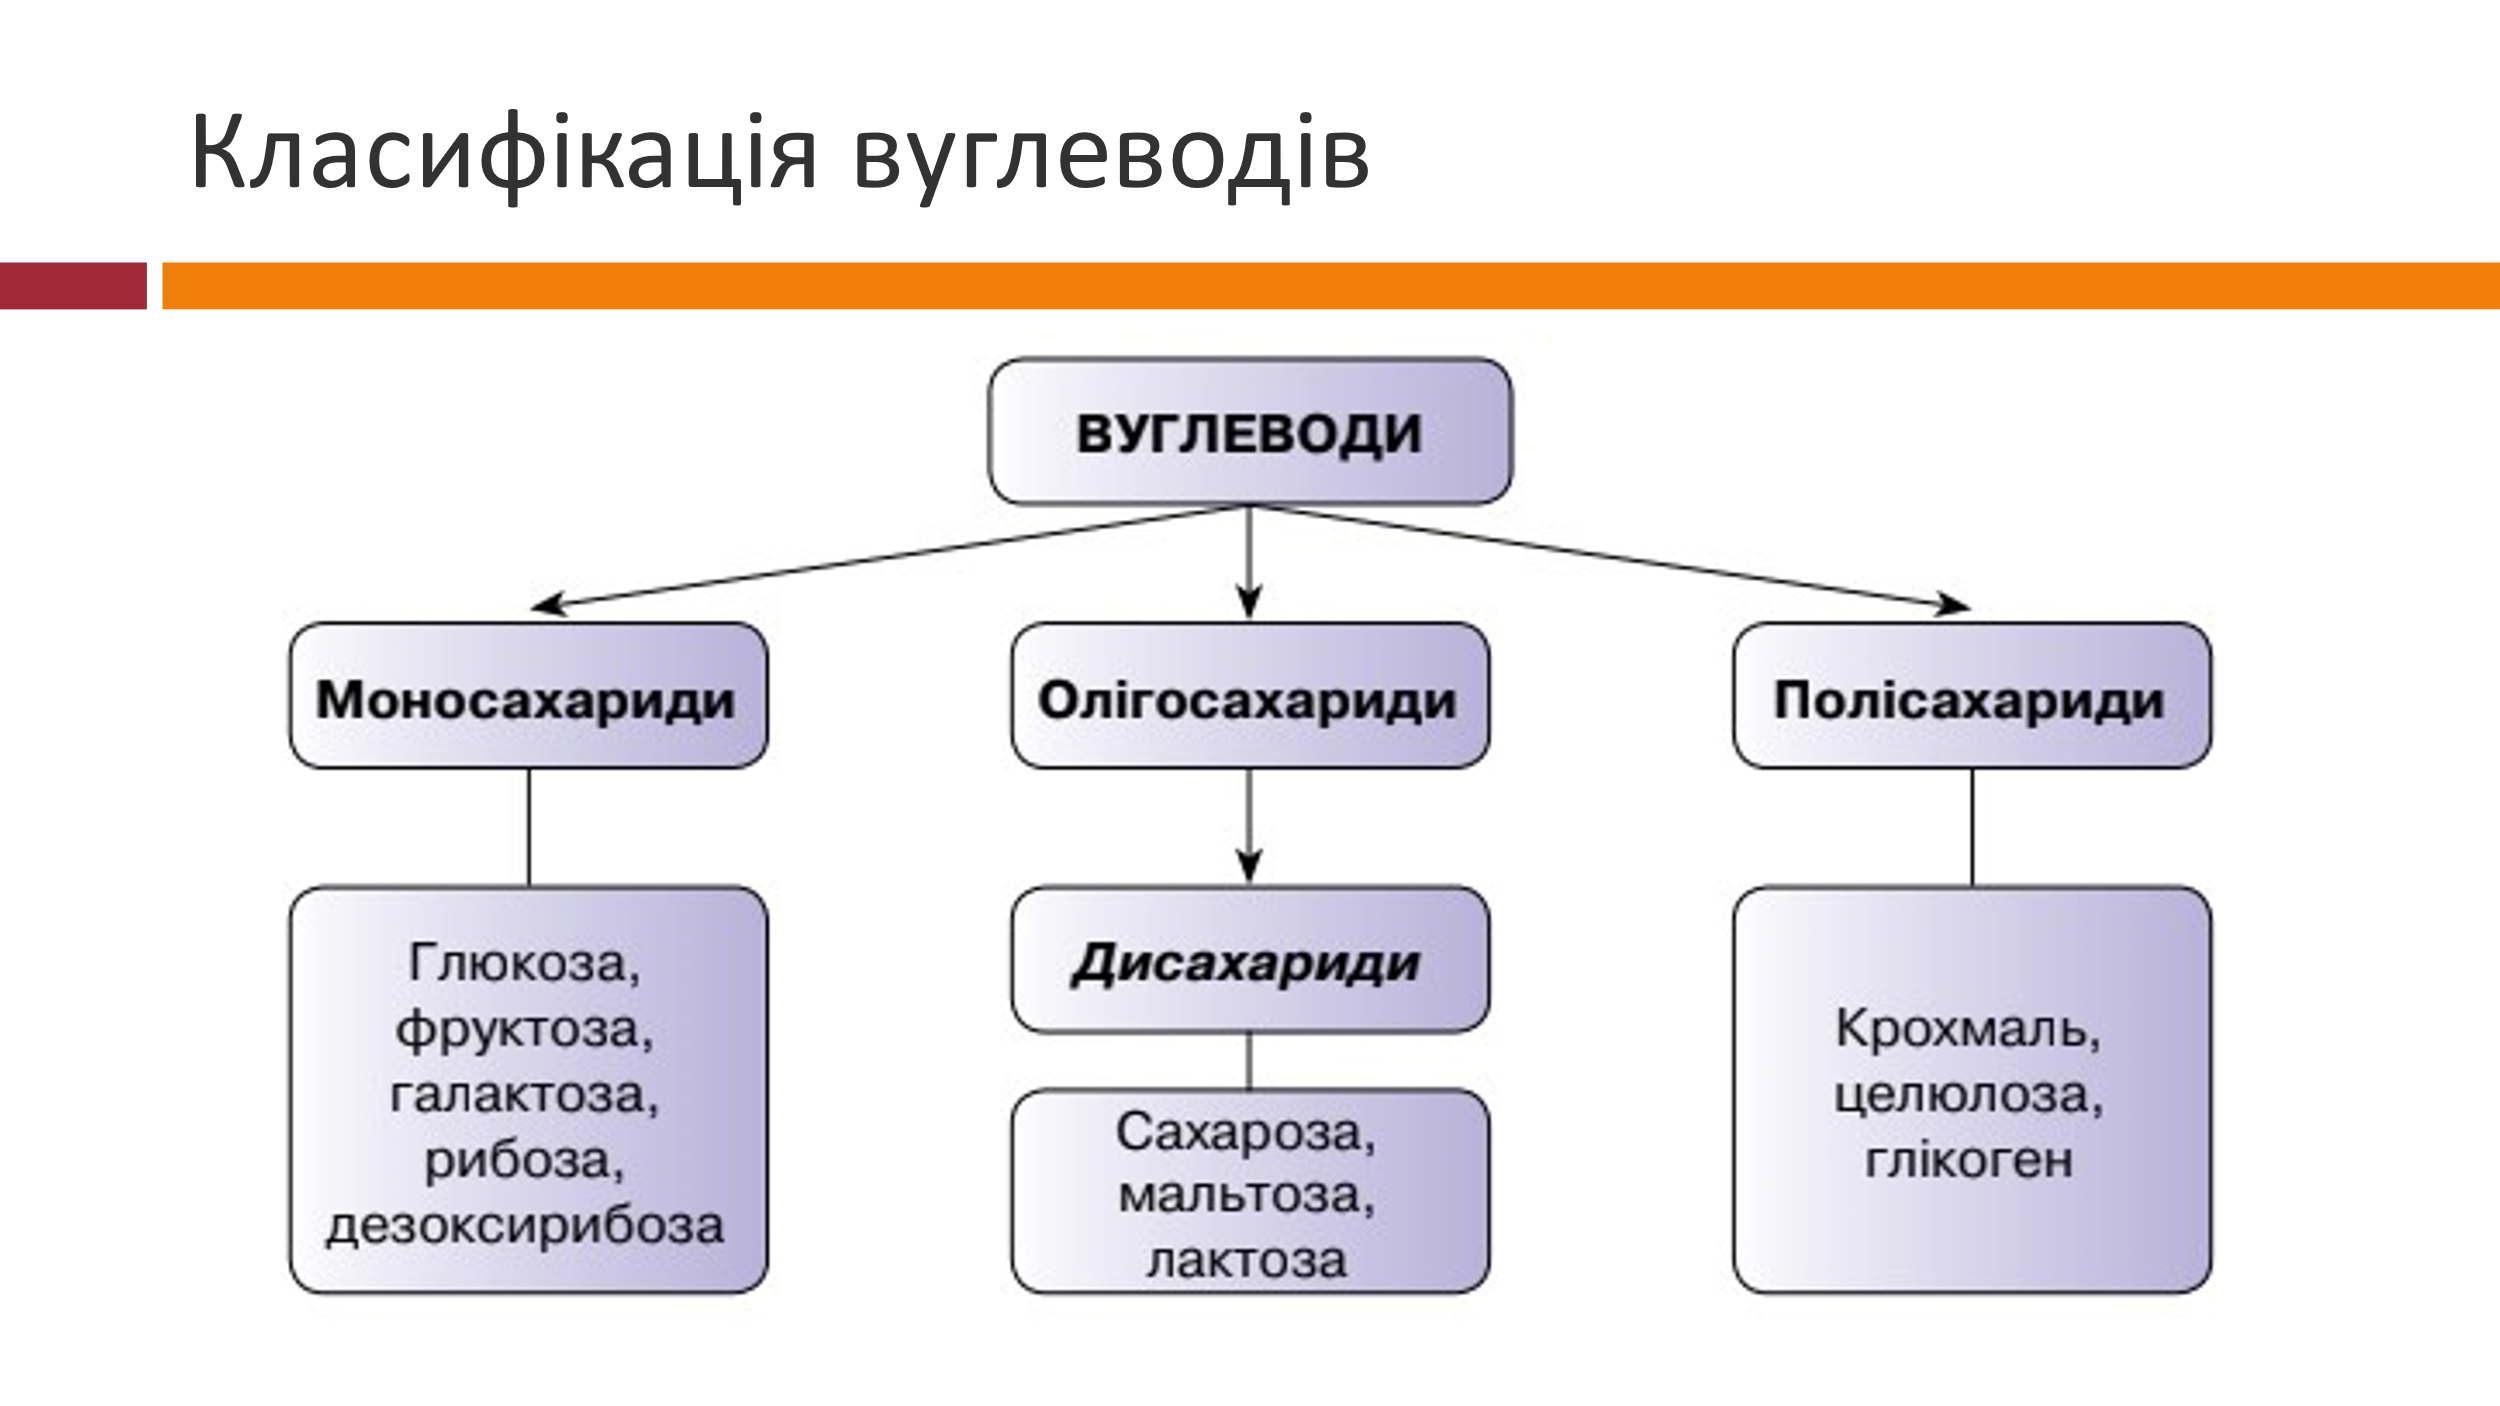 Класифікація вуглеводів
ВУГЛЕВОДИ
Моносахариди
Олігосахариди
Полісахариди
Глюкоза,
фруктоза,
галактоза,
рибоза,
дезоксирибоза
Дисахариди
Сахароза,
мальтоза,
лактоза
Крохмаль,
целюлоза,
глікоген